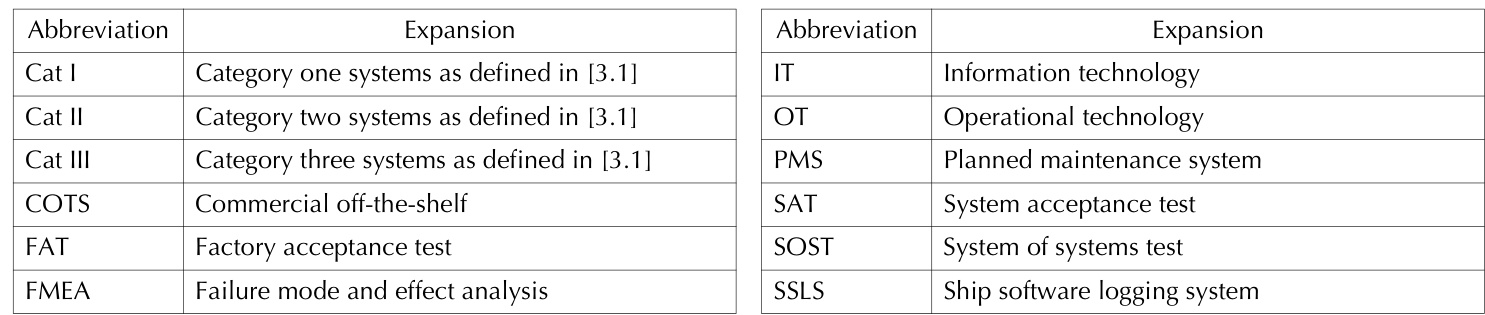 Abbreviation Expansion
Cat I Category one systems as defined in [3.1]
Cat II Category two systems as defined in [3.1]
Cat III Category three systems as defined in [3.1]
COTS Commercial off-the-shelf
FAT Factory acceptance test
FMEA Failure mode and effect analysis
Abbreviation Expansion
IT Information technology
OT Operational technology
PMS Planned maintenance system
SAT System acceptance test
SOST System of systems test
SSLS Ship software logging system